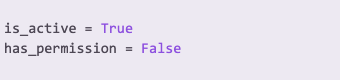 is_active = True
has_permission = False